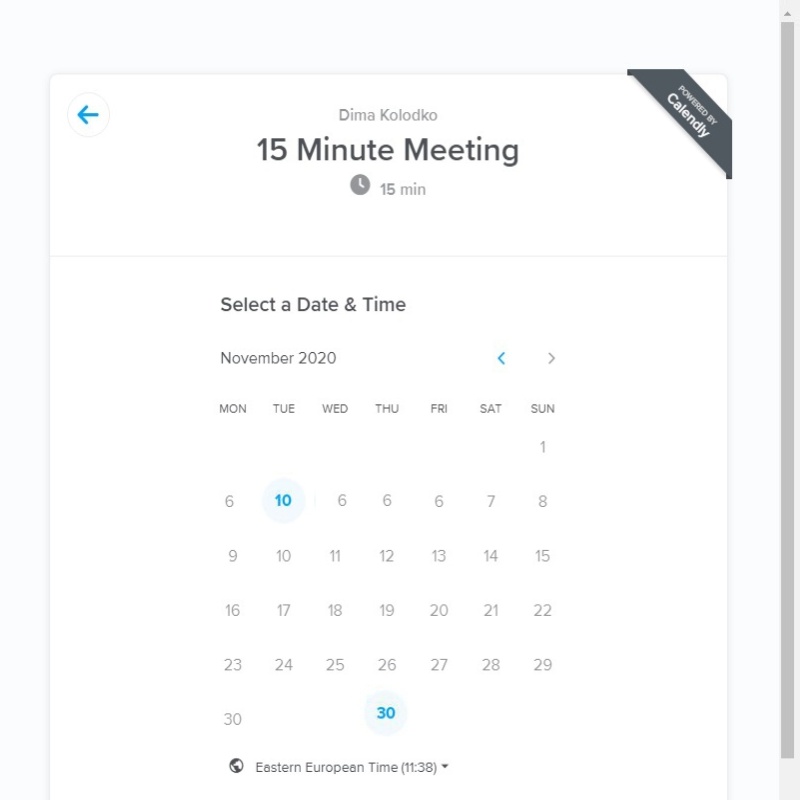 POWERED BY
Calendly
Dima Kolodko
15 Minute Meeting
15 min
Select a Date & Time
November 2020
MON TUE WED THU FRI SAT SUN
1
6 10 6 6 6 7 8
9 10 11 12 13 14 15
16 17 18 19 20 21 22
23 24 25 26 27 28 29
30 30
Eastern European Time (11:38)